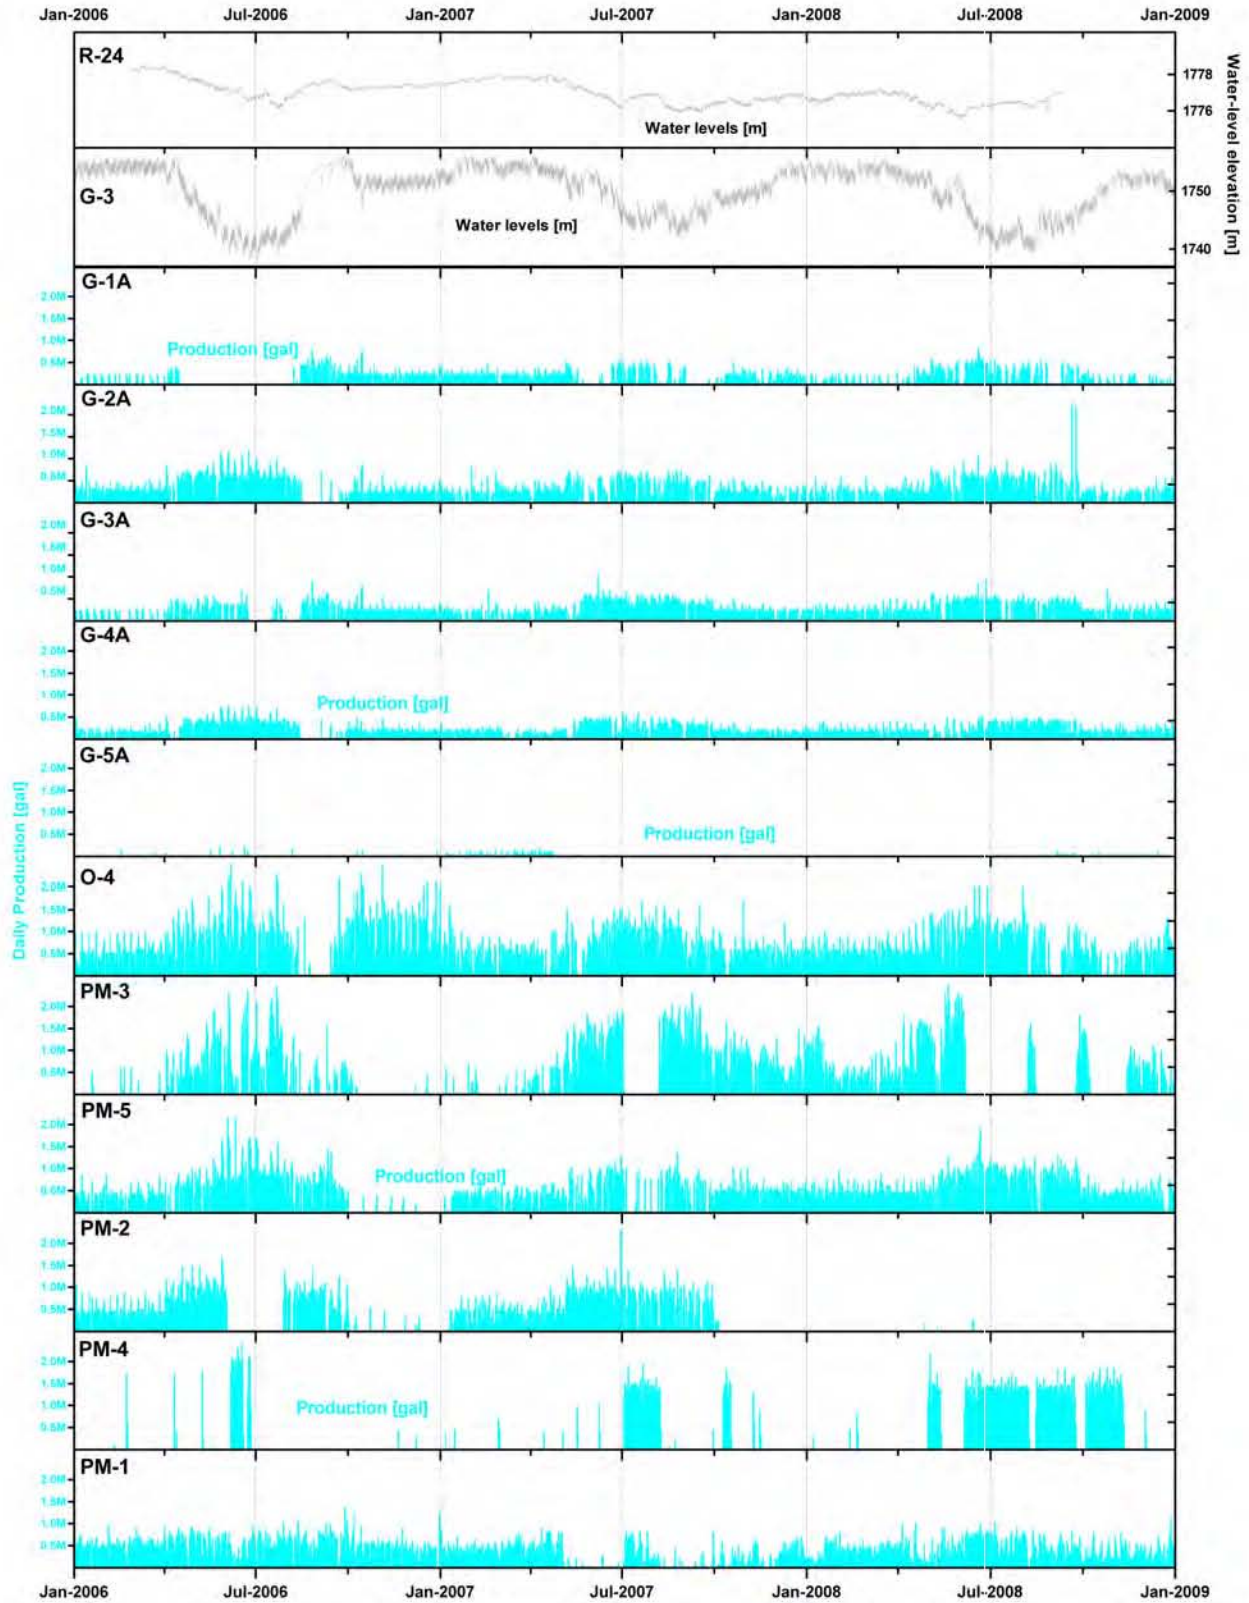 Jan-2006 Jul-2006 Jan-2007 Jul-2007 Jan-2008 Jul-2008 Jan-2009
R-24
1778
1776
Water levels [m]
G-3
1750
1740
Water levels [m]
Water-level elevation [m]
G-1A
2.0M
1.5M
1.0M
0.5M
Production [gal]
G-2A
2.0M
1.5M
1.0M
0.5M
G-3A
2.0M
1.5M
1.0M
0.5M
G-4A
2.0M
1.5M
1.0M
0.5M
Production [gal]
G-5A
2.0M
1.5M
1.0M
0.5M
Production [gal]
Daily Production [gal]
O-4
2.0M
1.5M
1.0M
0.5M
PM-3
2.0M
1.5M
1.0M
0.5M
PM-5
2.0M
1.5M
1.0M
0.5M
Production [gal]
PM-2
2.0M
1.5M
1.0M
0.5M
PM-4
2.0M
1.5M
1.0M
0.5M
Production [gal]
PM-1
2.0M
1.5M
1.0M
0.5M
Jan-2006 Jul-2006 Jan-2007 Jul-2007 Jan-2008 Jul-2008 Jan-2009